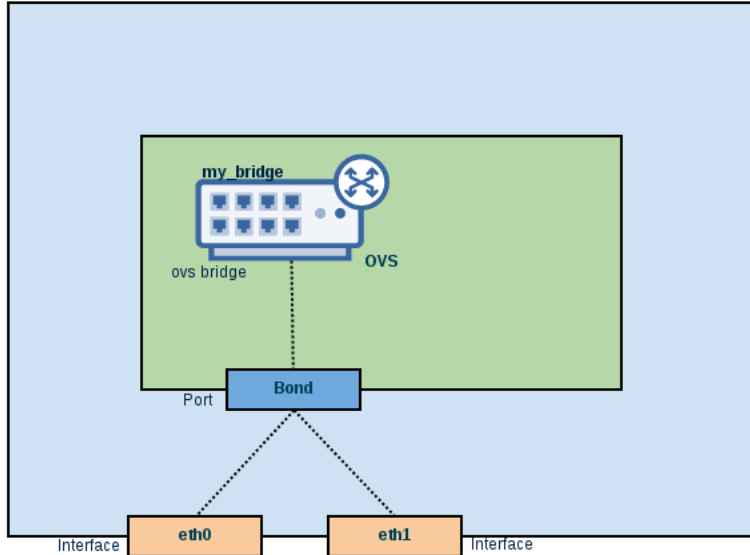 my_bridge
ovs bridge
OVS
Bond
Port
eth0
eth1
Interface
Interface